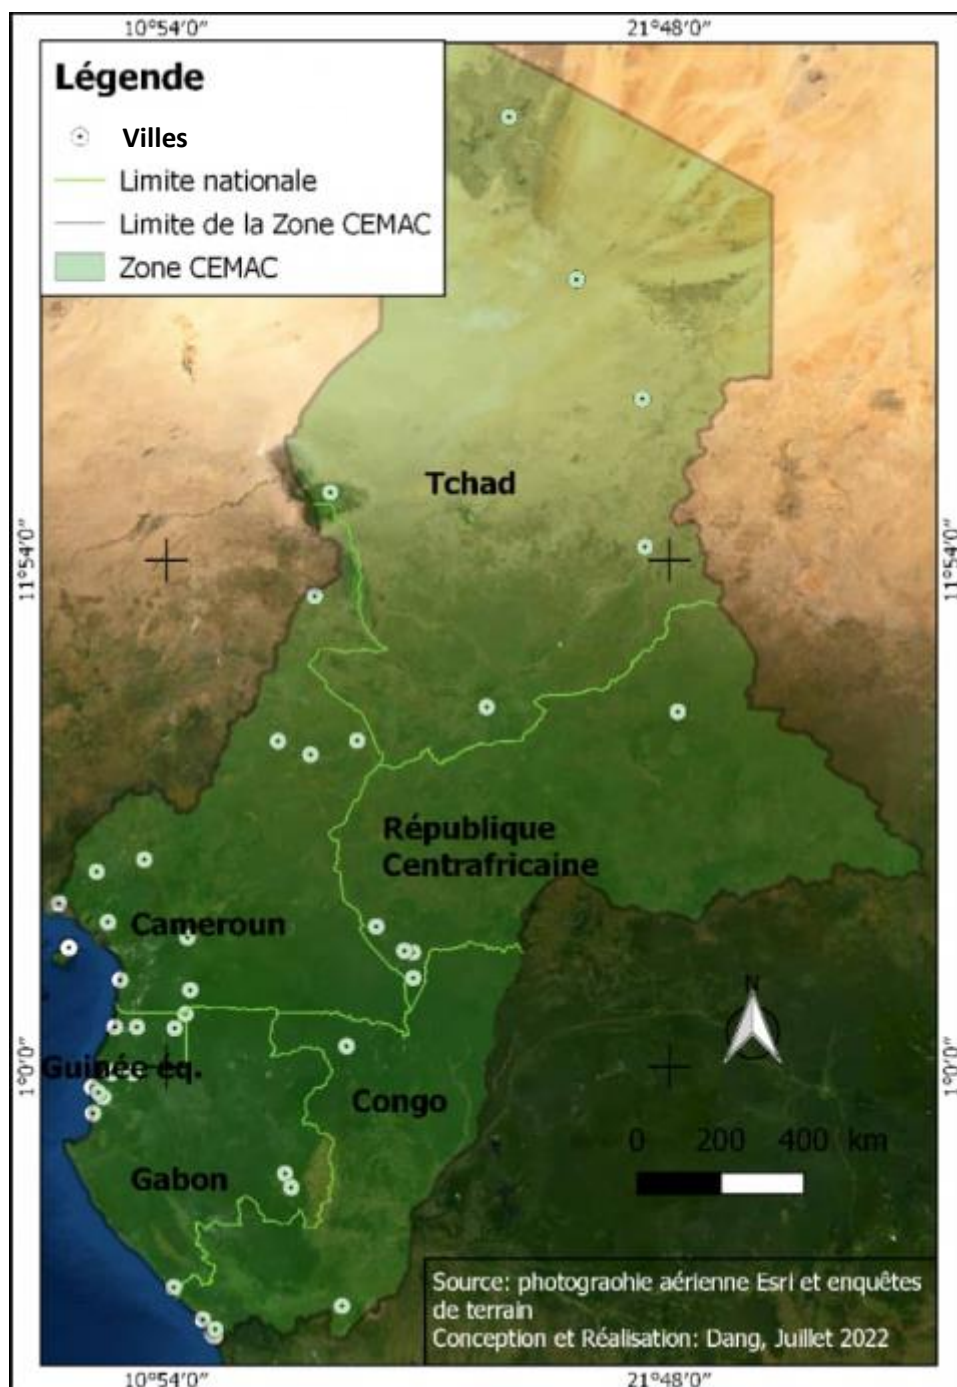 10°54′0″
21°48′0″
Légende
Villes
Limite nationale
Limite de la Zone CEMAC
Zone CEMAC
Tchad
11°54′0″
11°54′0″
République
Centrafricaine
Cameroun
N
1°0′0″
1°0′0″
Guinée éq.
Congo
0 200 400 km
Gabon
Source: photograohie aérienne Esri et enquêtes
de terrain
Conception et Réalisation: Dang, Juillet 2022
10°54′0″
21°48′0″